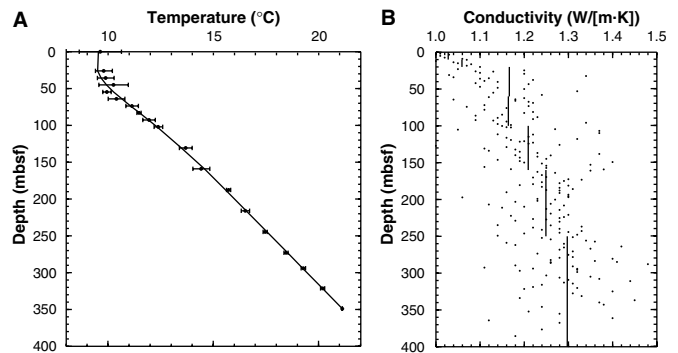 A
Temperature (°C)
10 15 20
0
50
100
150
200
250
300
350
400
Depth (mbsf)
B
Conductivity (W/[m·K])
1.0 1.1 1.2 1.3 1.4 1.5
0
50
100
150
200
250
300
350
400
Depth (mbsf)